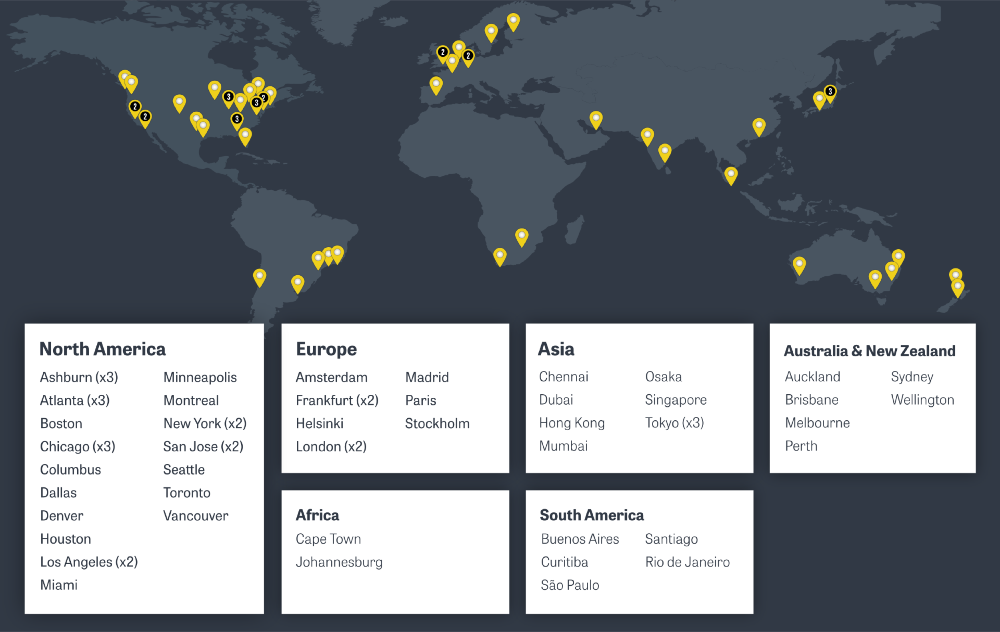 2
2
2
3
3
2
3
2
3
3
North America
Ashburn (x3)
Atlanta (x3)
Boston
Chicago (x3)
Columbus
Dallas
Denver
Houston
Los Angeles (x2)
Miami
Minneapolis
Montreal
New York (x2)
San Jose (x2)
Seattle
Toronto
Vancouver
Europe
Amsterdam
Frankfurt (x2)
Helsinki
London (x2)
Madrid
Paris
Stockholm
Asia
Chennai
Dubai
Hong Kong
Mumbai
Osaka
Singapore
Tokyo (x3)
Australia & New Zealand
Auckland
Brisbane
Melbourne
Perth
Sydney
Wellington
Africa
Cape Town
Johannesburg
South America
Buenos Aires
Curitiba
São Paulo
Santiago
Rio de Janeiro